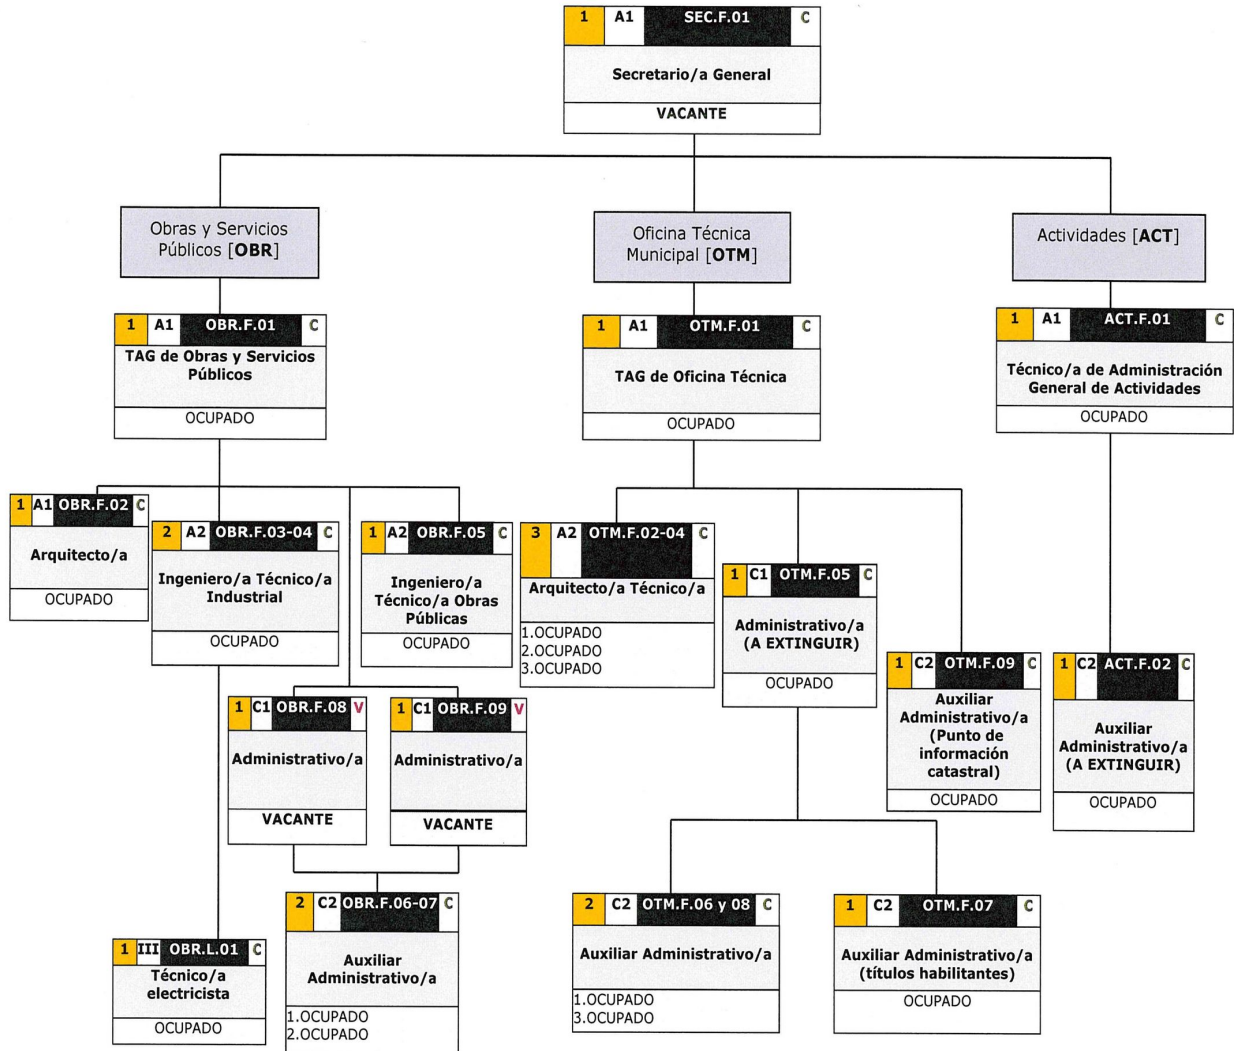 1 A1 SEC.F.01 C
Secretario/a General
VACANTE
Obras y Servicios
Públicos [OBR]
Oficina Técnica
Municipal [OTM]
Actividades [ACT]
1 A1 OBR.F.01 C
TAG de Obras y Servicios
Públicos
OCUPADO
1 A1 OTM.F.01 C
TAG de Oficina Técnica
OCUPADO
1 A1 ACT.F.01 C
Técnico/a de Administración
General de Actividades
OCUPADO
1 A1 OBR.F.02 C
Arquitecto/a
OCUPADO
2 A2 OBR.F.03-04 C
Ingeniero/a Técnico/a
Industrial
OCUPADO
1 A2 OBR.F.05 C
Ingeniero/a
Técnico/a Obras
Públicas
OCUPADO
3 A2 OTM.F.02-04 C
Arquitecto/a Técnico/a
1.OCUPADO
2.OCUPADO
3.OCUPADO
1 C1 OTM.F.05 C
Administrativo/a
(A EXTINGUIR)
OCUPADO
1 C2 OTM.F.09 C
Auxiliar
Administrativo/a
(Punto de
información
catastral)
OCUPADO
1 C2 ACT.F.02 C
Auxiliar
Administrativo/a
(A EXTINGUIR)
OCUPADO
1 C1 OBR.F.08 V
Administrativo/a
VACANTE
1 C1 OBR.F.09 V
Administrativo/a
VACANTE
2 C2 OBR.F.06-07 C
Auxiliar
Administrativo/a
1.OCUPADO
2.OCUPADO
2 C2 OTM.F.06 y 08 C
Auxiliar Administrativo/a
1.OCUPADO
3.OCUPADO
1 C2 OTM.F.07 C
Auxiliar Administrativo/a
(títulos habilitantes)
OCUPADO
1 III OBR.L.01 C
Técnico/a
electricista
OCUPADO